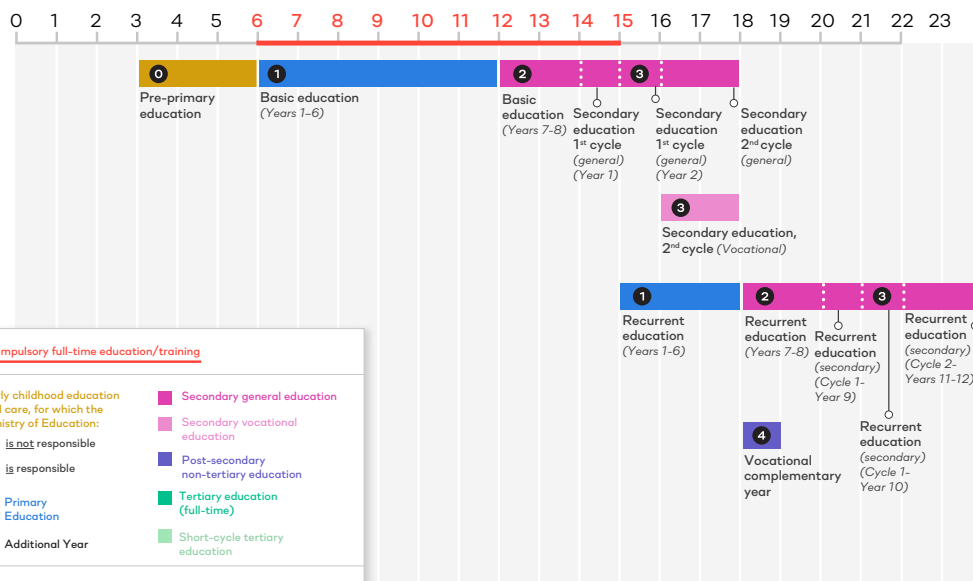 0 1 2 3 4 5 6 7 8 9 10 11 12 13 14 15 16 17 18 19 20 21 22 23
0
Pre-primary
education
1
Basic education
(Years 1-6)
2
Basic
education
(Years 7-8)
Secondary
education
1st cycle
(general)
(Year 1)
3
Secondary
education
1st cycle
(general)
(Year 2)
Secondary
education
2nd cycle
(general)
3
Secondary education,
2nd cycle (Vocational)
1
Recurrent
education
(Years 1-6)
2
Recurrent
education
(Years 7-8)
Recurrent
education
(secondary)
(Cycle 1-
Year 9)
3
Recurrent
education
(secondary)
(Cycle 1-
Year 10)
Recurrent
education
(secondary)
(Cycle 2-
Years 11-12)
4
Vocational
complementary
year
full-time education/training
childhood education
care, for which the
of Education:
is not responsible
is responsible
Primary
Education
Additional Year
Secondary general education
Secondary vocational
education
Post-secondary
non-tertiary education
Tertiary education
(full-time)
Short-cycle tertiary
education